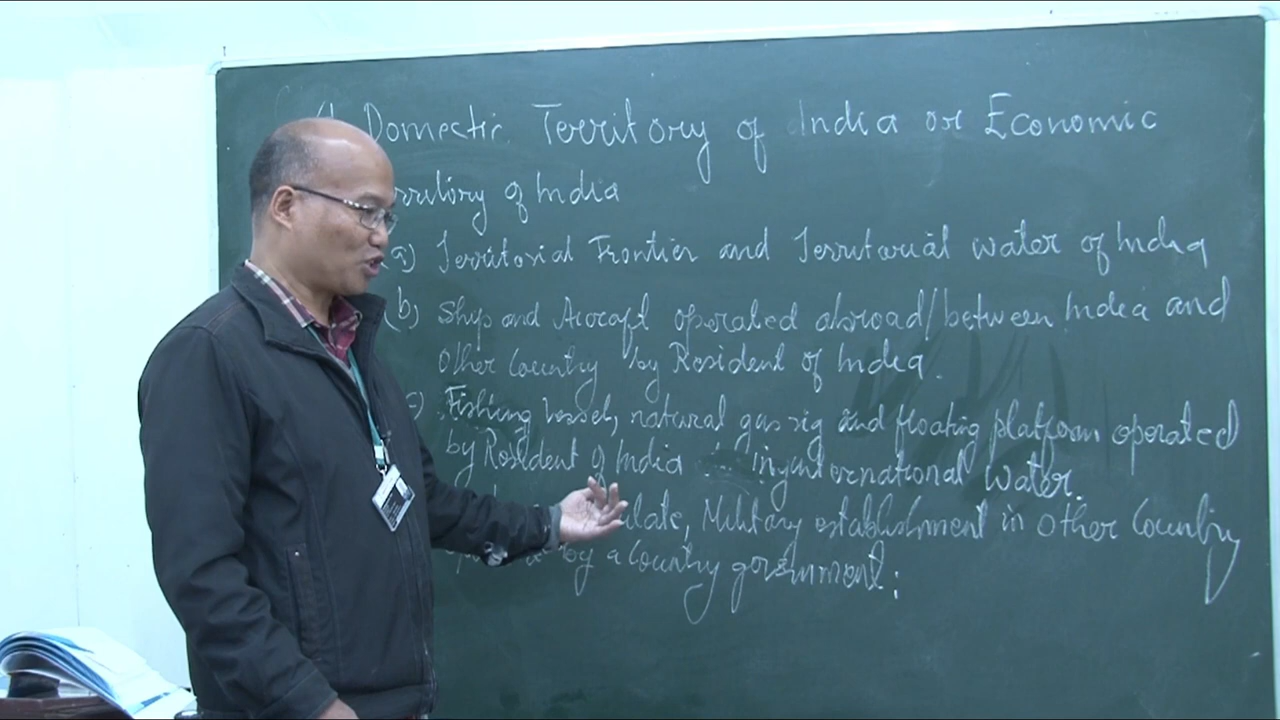 Domestic Territory of India or Economic
of India
a) Territorial Frontier and Territorial water of India
(b) Ship and Aircraft operated abroad/between India and
other Country by Resident of India.
c) Fishing Vessel, natural gas rig and floating platform operated
by Resident of India in international water.
Military establishment in other Country
by a country government;